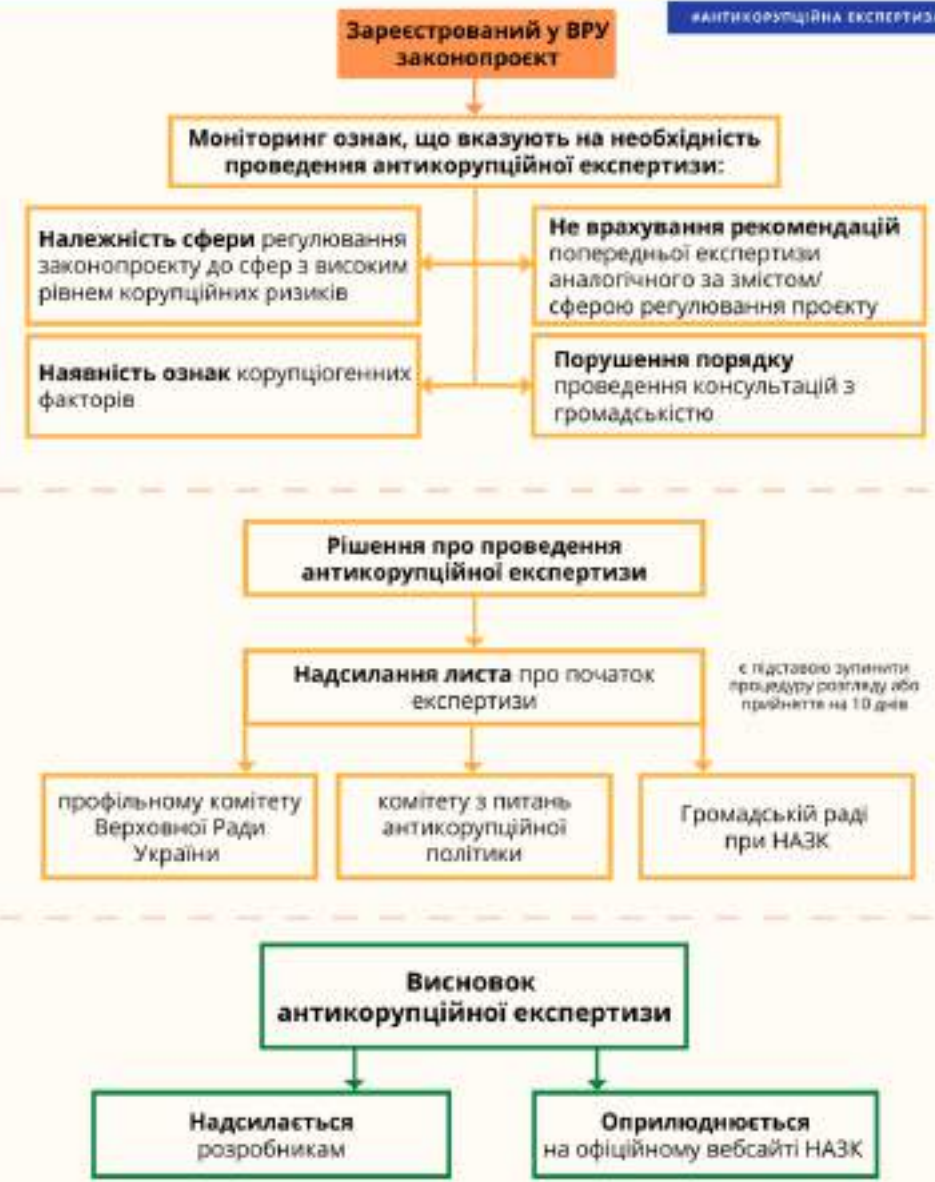 #АНТИКОРУПЦІЙНА ЕКСПЕРТИЗА
Зареєстрований у ВРУ
законопроєкт
Моніторинг ознак, що вказують на необхідність
проведення антикорупційної експертизи:
Належність сфери регулювання
законопроєкту до сфер з високим
рівнем корупційних ризиків
Не врахування рекомендацій
попередньої експертизи
аналогічного за змістом/
сферою регулювання проєкту
Наявність ознак корупціогенних
факторів
Порушення порядку
проведення консультацій з
громадськістю
Рішення про проведення
антикорупційної експертизи
Надсилання листа про початок
експертизи
є підставою зупинити
процедуру розгляду або
прийняття на 10 днів
профільному комітету
Верховної Ради
України
комітету з питань
антикорупційної
політики
Громадській раді
при НАЗК
Висновок
антикорупційної експертизи
Надсилається
розробникам
Оприлюднюється
на офіційному вебсайті НАЗК